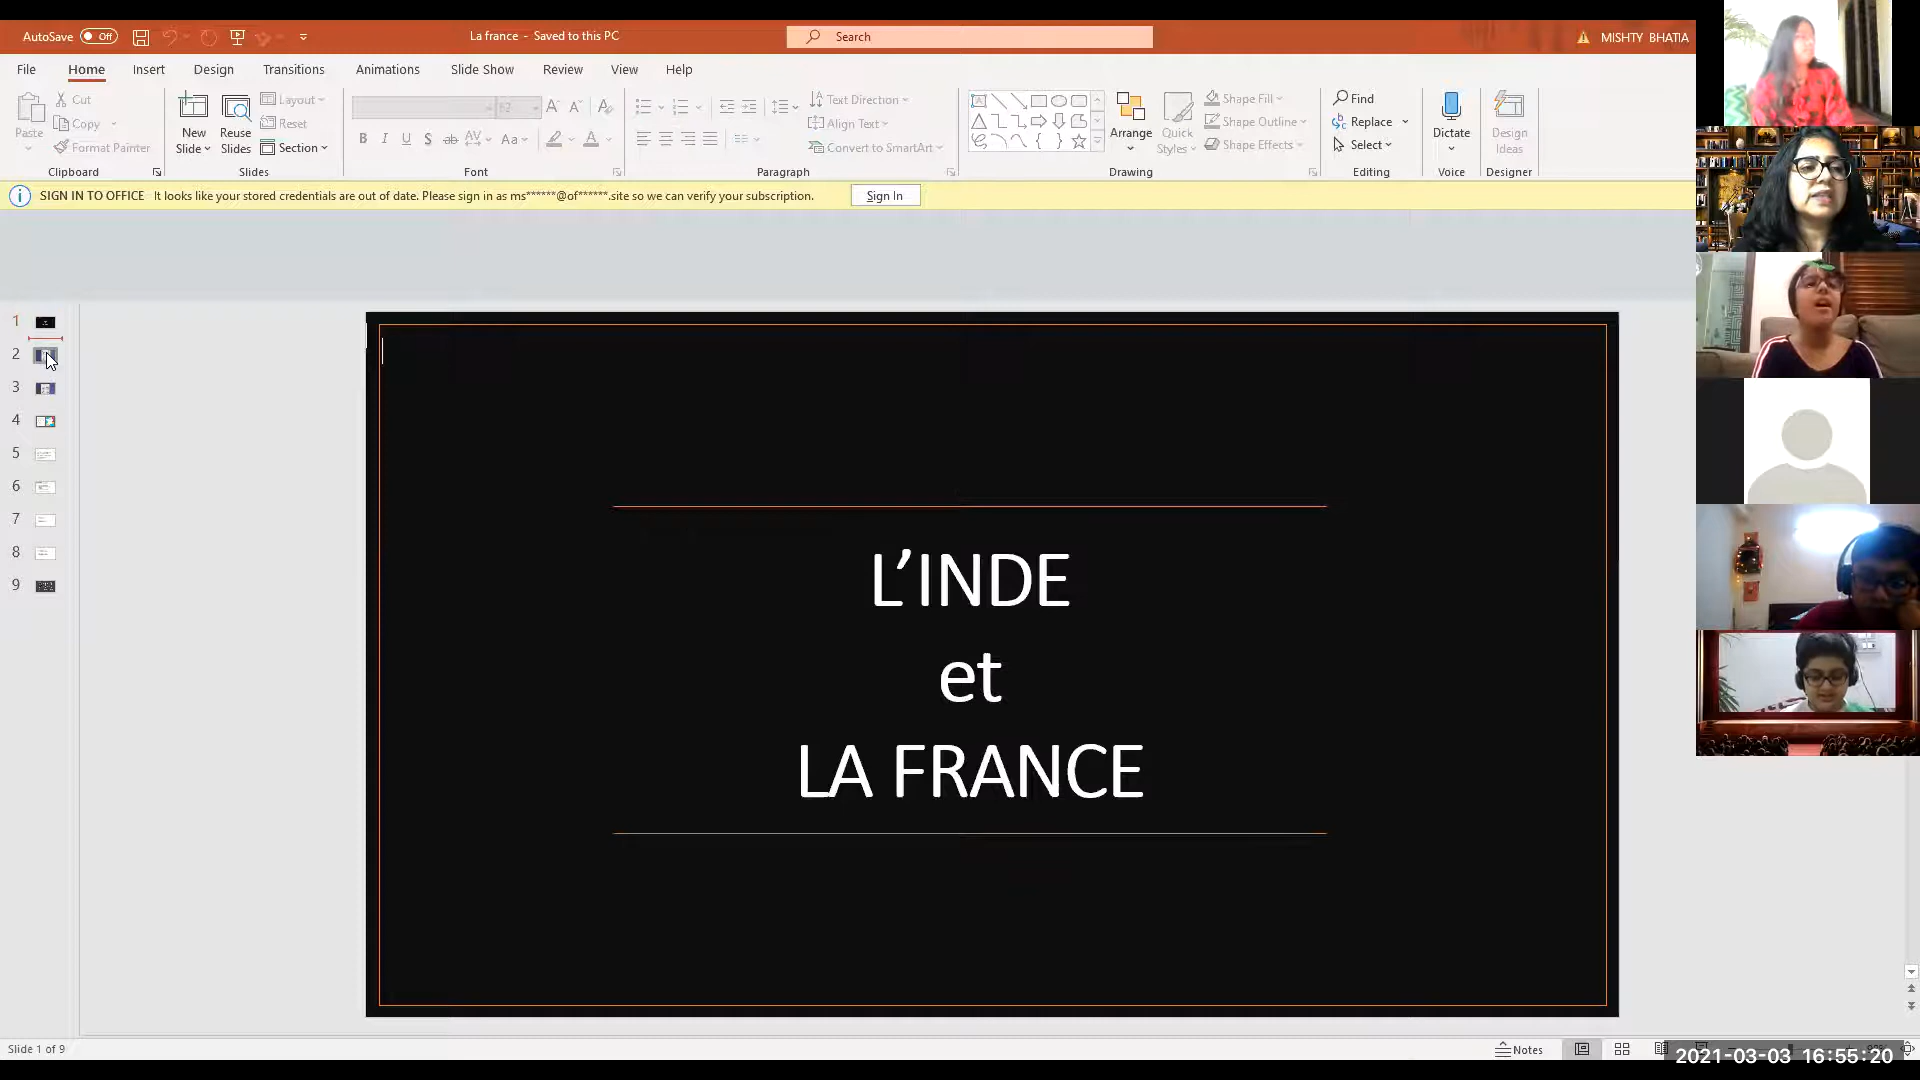 AutoSave Off
La france - Saved to this PC
Search
MISHTY BHATIA
File Home Insert Design Transitions Animations Slide Show Review View Help
Paste
Cut
Copy
Format Painter
Clipboard
New Slide
Reuse Slides
Layout
Reset
Section
Slides
B I U S ab AV Aa A
Font
Text Direction
Align Text
Convert to SmartArt
Paragraph
Arrange
Quick Styles
Shape Fill
Shape Outline
Shape Effects
Drawing
Find
Replace
Select
Editing
Dictate
Voice
Design Ideas
Designer
SIGN IN TO OFFICE It looks like your stored credentials are out of date. Please sign in as ms******@of******.site so we can verify your subscription.
Sign In
1
2
3
4
5
6
7
8
9
L’INDE
et
LA FRANCE
Slide 1 of 9
Notes
2021-03-03 16:55:20